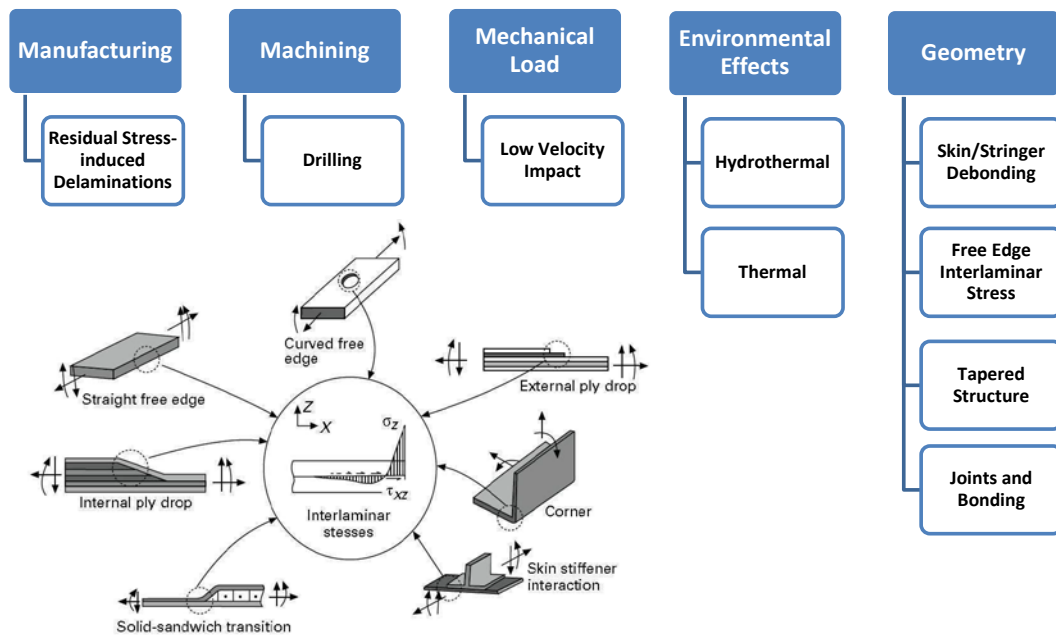 Manufacturing
Machining
Mechanical
Load
Environmental
Effects
Geometry
Residual Stress-
induced
Delaminations
Drilling
Low Velocity
Impact
Hydrothermal
Skin/Stringer
Debonding
Thermal
Free Edge
Interlaminar
Stress
Tapered
Structure
Joints and
Bonding
Curved free
edge
Straight free edge
External ply drop
Z
X
σz
τxz
Interlaminar
stesses
Internal ply drop
Corner
Skin stiffener
interaction
Solid-sandwich transition